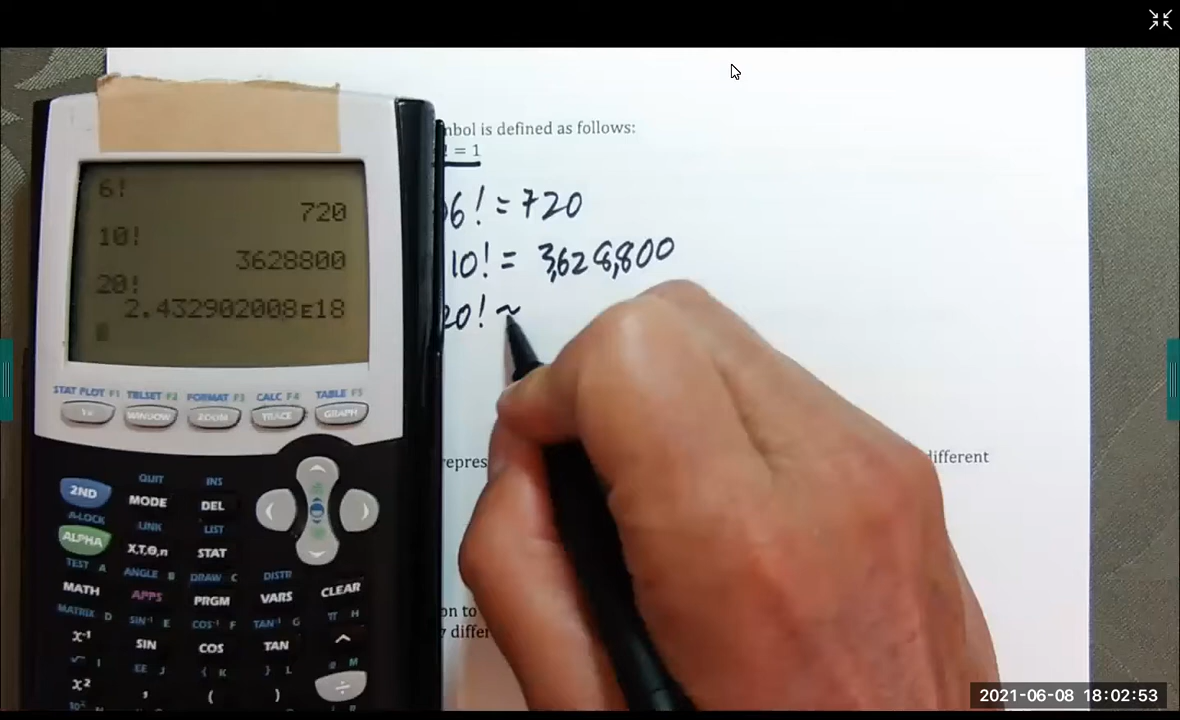 6!
720
10!
3628800
20!
2.432902008E18
mbol is defined as follows:
! = 1
6! = 720
10! = 3,628,800
20! ≈
different
STAT PLOT F1 TBLSET F2 FORMAT F3 CALC F4 TABLE F5
WINDOW ZOOM TRACE GRAPH
QUIT INS
2ND MODE DEL
A-LOCK LINK LIST
ALPHA X,T,Θ,n STAT
TEST A ANGLE B DRAW C DISTR
MATH APPS PRGM VARS CLEAR
MATRIX D SIN⁻¹ E COS⁻¹ F TAN⁻¹ G π H
x⁻¹ SIN COS TAN ^
√ I EE J { K } L M
x² , ( ) ÷
on to
2021-06-08 18:02:53